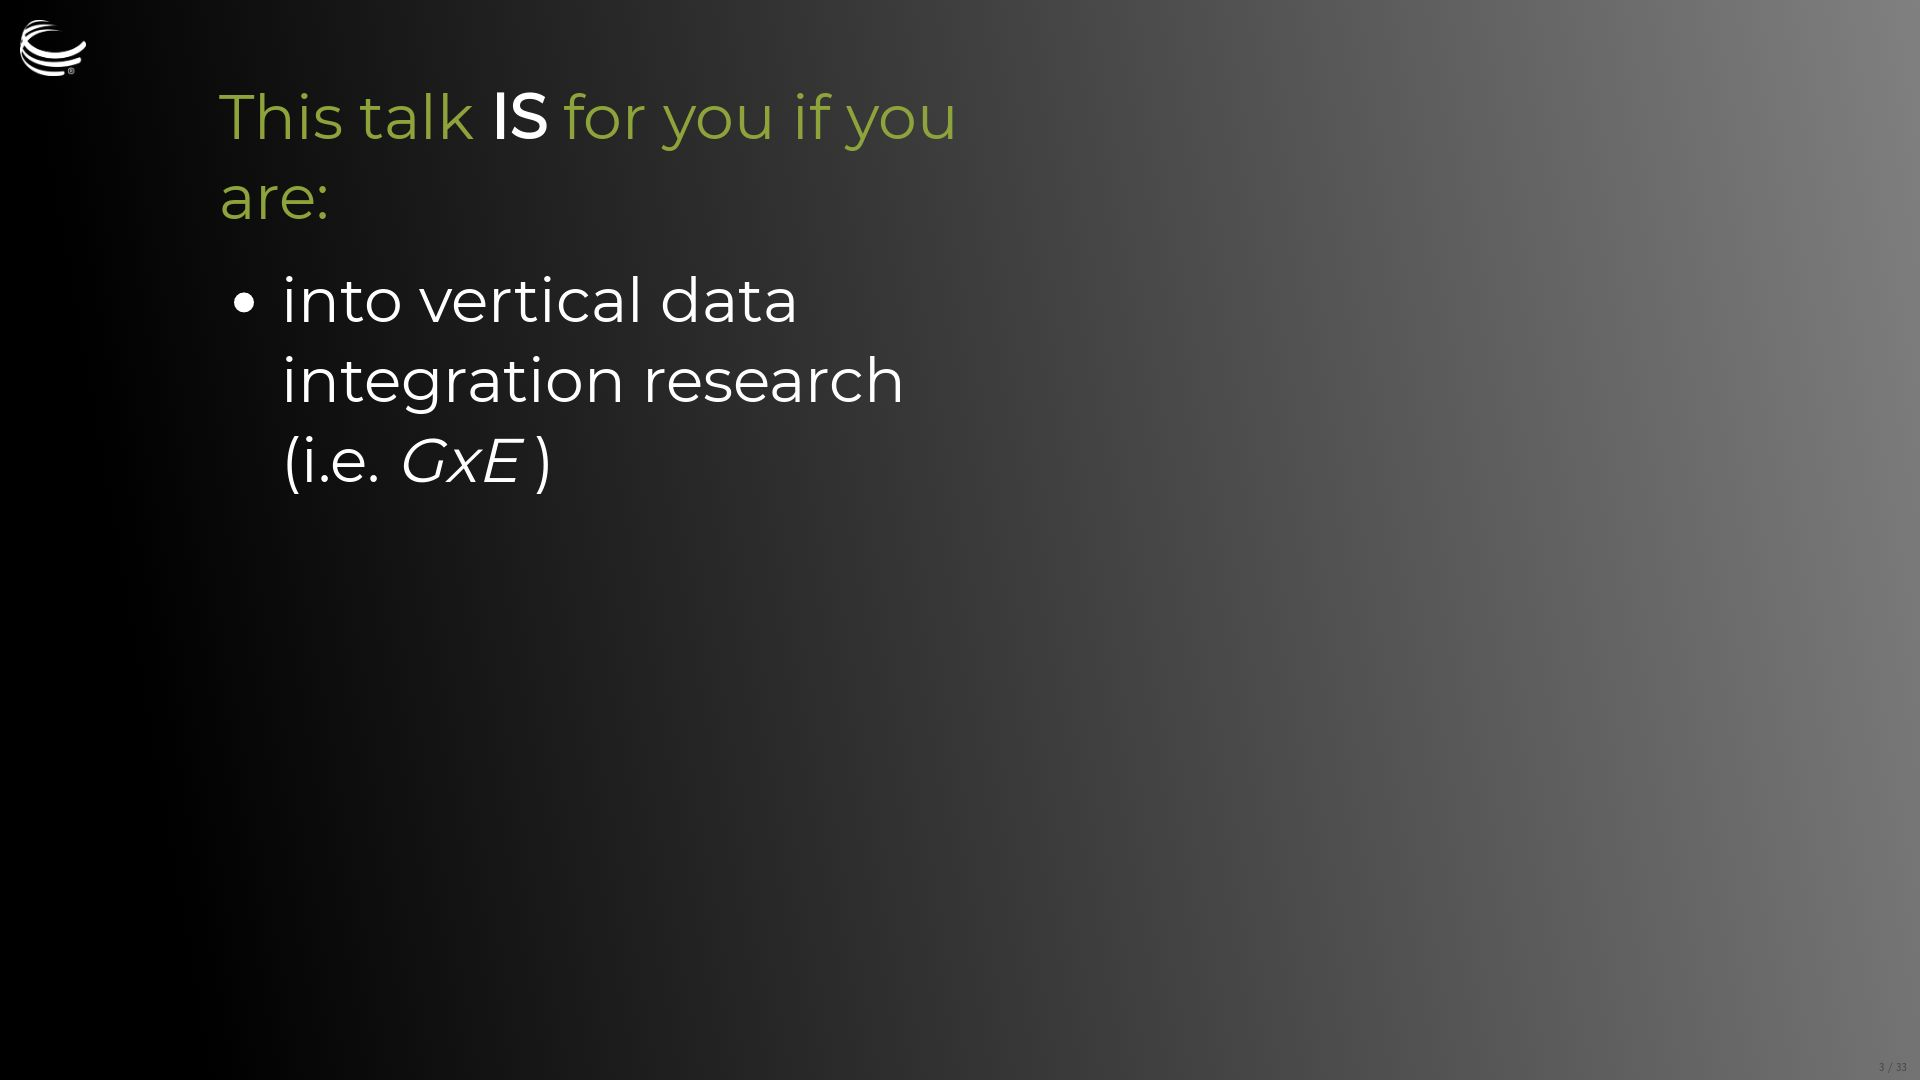 This talk IS for you if you
are:
• into vertical data
integration research
(i.e. GxE )
3 / 33